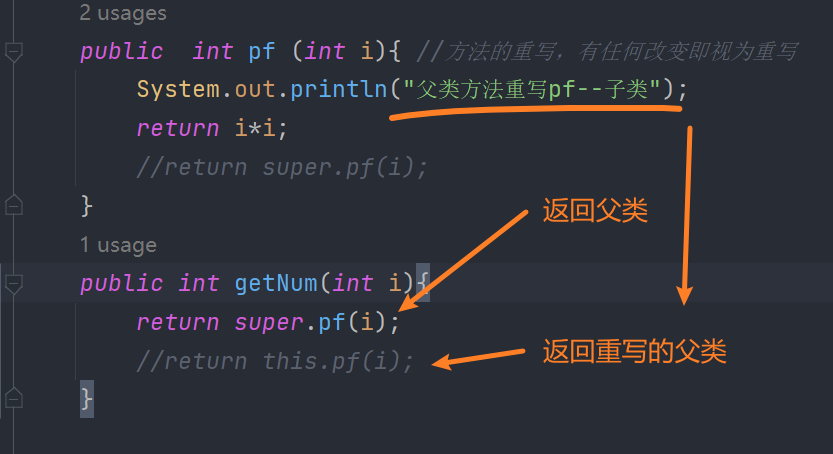 2 usages
public  int pf (int i){ //方法的重写，有任何改变即视为重写
System.out.println("父类方法重写pf--子类");
return i*i;
//return super.pf(i);
}
返回父类
1 usage
public int getNum(int i){
return super.pf(i);
//return this.pf(i);
返回重写的父类
}